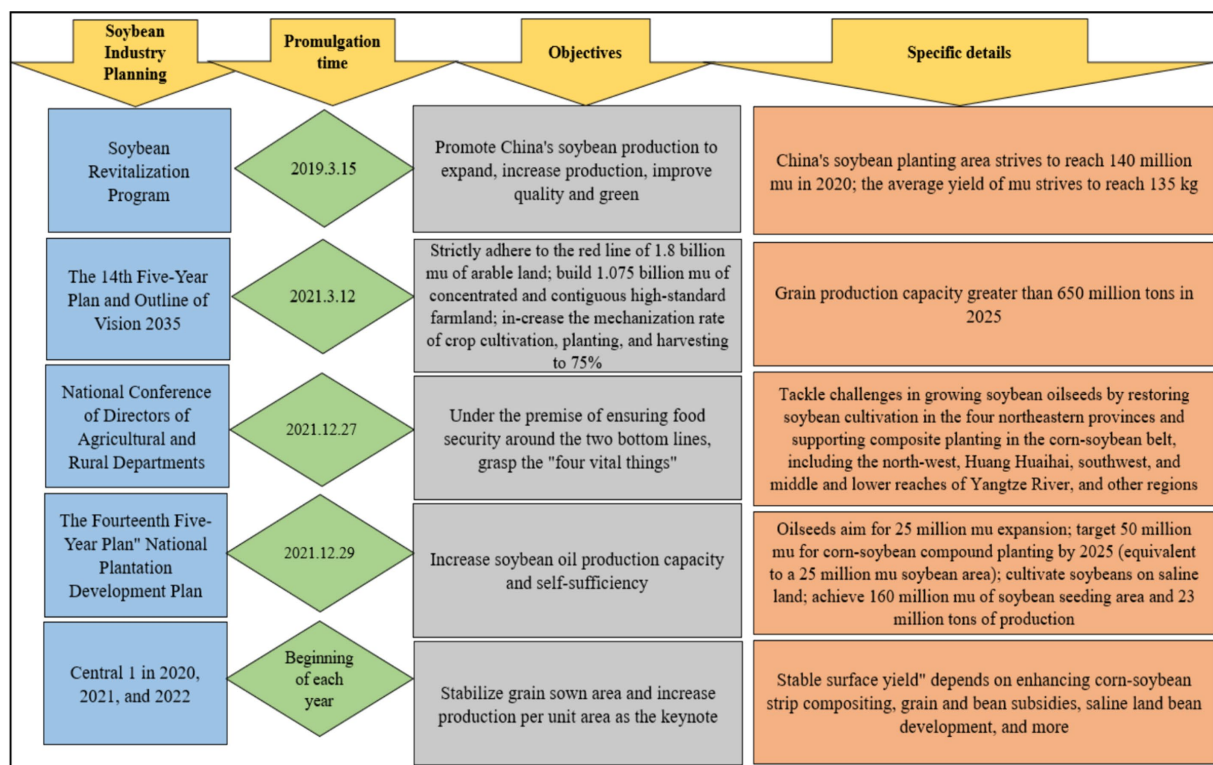 Soybean
Industry
Planning
Promulgation
time
Objectives
Specific details
Soybean
Revitalization
Program
2019.3.15
Promote China's soybean production to
expand, increase production, improve
quality and green
China's soybean planting area strives to reach 140 million
mu in 2020; the average yield of mu strives to reach 135 kg
The 14th Five-Year
Plan and Outline of
Vision 2035
2021.3.12
Strictly adhere to the red line of 1.8 billion
mu of arable land; build 1.075 billion mu of
concentrated and contiguous high-standard
farmland; in-crease the mechanization rate
of crop cultivation, planting, and harvesting
to 75%
Grain production capacity greater than 650 million tons in
2025
National Conference
of Directors of
Agricultural and
Rural Departments
2021.12.27
Under the premise of ensuring food
security around the two bottom lines,
grasp the "four vital things"
Tackle challenges in growing soybean oilseeds by restoring
soybean cultivation in the four northeastern provinces and
supporting composite planting in the corn-soybean belt,
including the north-west, Huang Huaihai, southwest, and
middle and lower reaches of Yangtze River, and other regions
The Fourteenth Five-
Year Plan" National
Plantation
Development Plan
2021.12.29
Increase soybean oil production capacity
and self-sufficiency
Oilseeds aim for 25 million mu expansion; target 50 million
mu for corn-soybean compound planting by 2025 (equivalent
to a 25 million mu soybean area); cultivate soybeans on saline
land; achieve 160 million mu of soybean seeding area and 23
million tons of production
Central 1 in 2020,
2021, and 2022
Beginning
of each
year
Stabilize grain sown area and increase
production per unit area as the keynote
Stable surface yield" depends on enhancing corn-soybean
strip compositing, grain and bean subsidies, saline land bean
development, and more